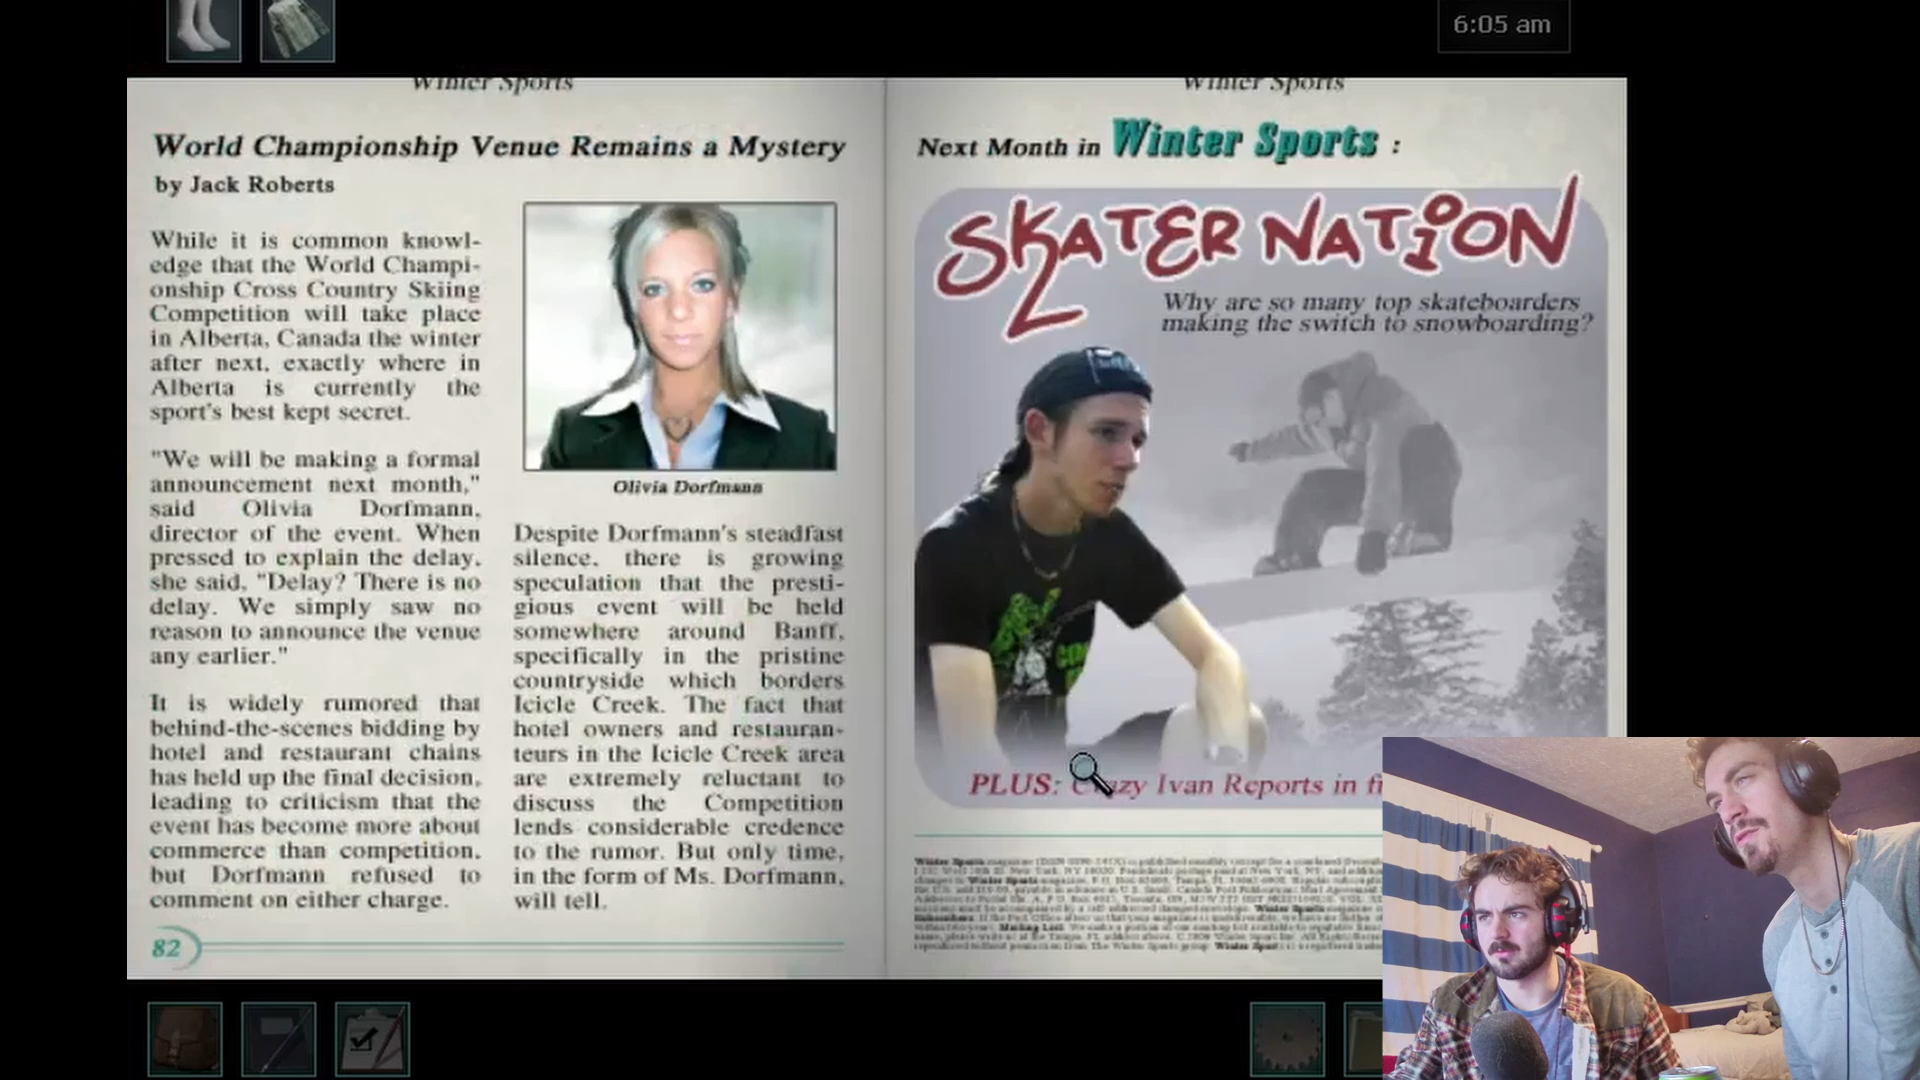 6:05 am
Winter Sports
World Championship Venue Remains a Mystery
by Jack Roberts
While it is common knowl-
edge that the World Champi-
onship Cross Country Skiing
Competition will take place
in Alberta, Canada the winter
after next, exactly where in
Alberta is currently the
sport's best kept secret.
"We will be making a formal
announcement next month,"
said Olivia Dorfmann,
director of the event. When
pressed to explain the delay,
she said, "Delay? There is no
delay. We simply saw no
reason to announce the venue
any earlier."
It is widely rumored that
behind-the-scenes bidding by
hotel and restaurant chains
has held up the final decision,
leading to criticism that the
event has become more about
commerce than competition,
but Dorfmann refused to
comment on either charge.
Olivia Dorfmann
Despite Dorfmann's steadfast
silence, there is growing
speculation that the presti-
gious event will be held
somewhere around Banff,
specifically in the pristine
countryside which borders
Icicle Creek. The fact that
hotel owners and restauran-
teurs in the Icicle Creek area
are extremely reluctant to
discuss the Competition
lends considerable credence
to the rumor. But only time,
in the form of Ms. Dorfmann,
will tell.
82
Winter Sports
Next Month in Winter Sports :
SKATER NATION
Why are so many top skateboarders
making the switch to snowboarding?
PLUS: Crazy Ivan Reports in